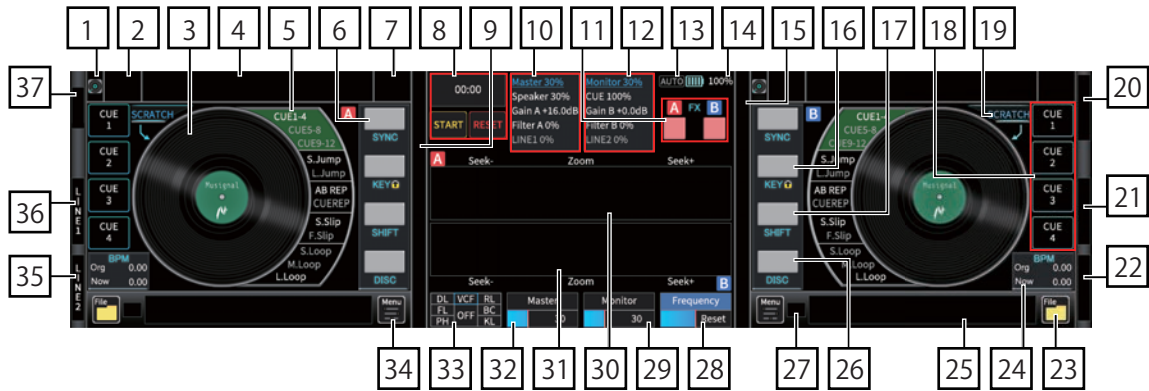 1 2 3 4 5 6 7 8 9 10 11 12 13 14 15 16 17 18 19
37
36
35
20
21
22
CUE 1
CUE 2
CUE 3
CUE 4
SCRATCH
Musignal
CUE1-4
CUE5-8
CUE9-12
S.Jump
L.Jump
AB REP
CUEREP
S.Slip
F.Slip
S.Loop
M.Loop
L.Loop
A
SYNC
KEY
SHIFT
DISC
LINE1
LINE2
BPM
Org 0.00
Now 0.00
File
Menu
00:00
START RESET
Master 30%
Speaker 30%
Gain A +16.0dB
Filter A 0%
LINE1 0%
Monitor 30%
CUE 100%
Gain B +0.0dB
Filter B 0%
LINE2 0%
AUTO 100%
A FX B
A Seek- Zoom Seek+
Seek- Zoom Seek+ B
DL VCF RL
FL OFF BC
PH KL
Master
30
Monitor
30
Frequency
Reset
B
SYNC
KEY
SHIFT
DISC
Musignal
CUE1-4
CUE5-8
CUE9-12
S.Jump
L.Jump
AB REP
CUEREP
S.Slip
F.Slip
S.Loop
M.Loop
L.Loop
SCRATCH
CUE 1
CUE 2
CUE 3
CUE 4
BPM
Org 0.00
Now 0.00
Menu
File
34 33 32 31 30 29 28 27 26 25 24 23